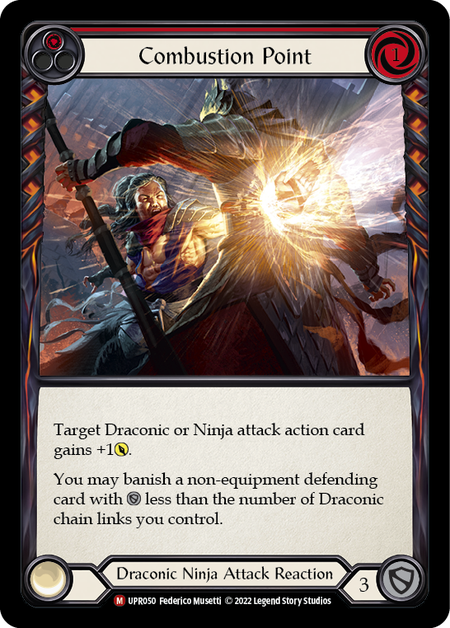 Combustion Point
1
Target Draconic or Ninja attack action card
gains +1.
You may banish a non-equipment defending
card with less than the number of Draconic
chain links you control.
Draconic Ninja Attack Reaction
3
M UPR050 Federico Musetti © 2022 Legend Story Studios